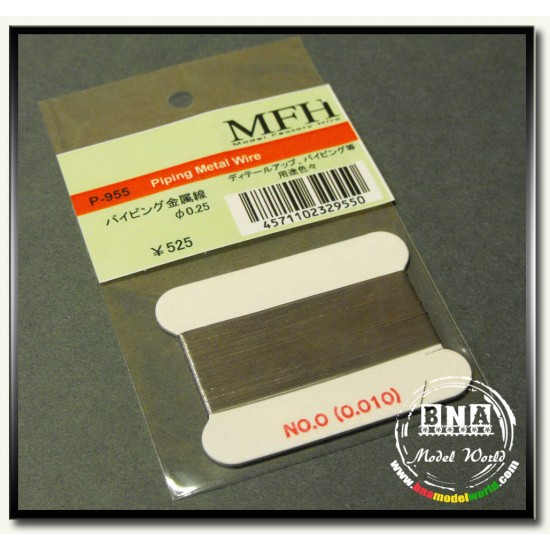 MFH
Model Factory Hiro
P-955 Piping Metal Wire
パイピング金属線
φ0.25
¥525
ディテールアップ、パイピング等
用途色々
4571102329550
NO.0 (0.010)
BNA
Model World
www.bnamodelworld.com